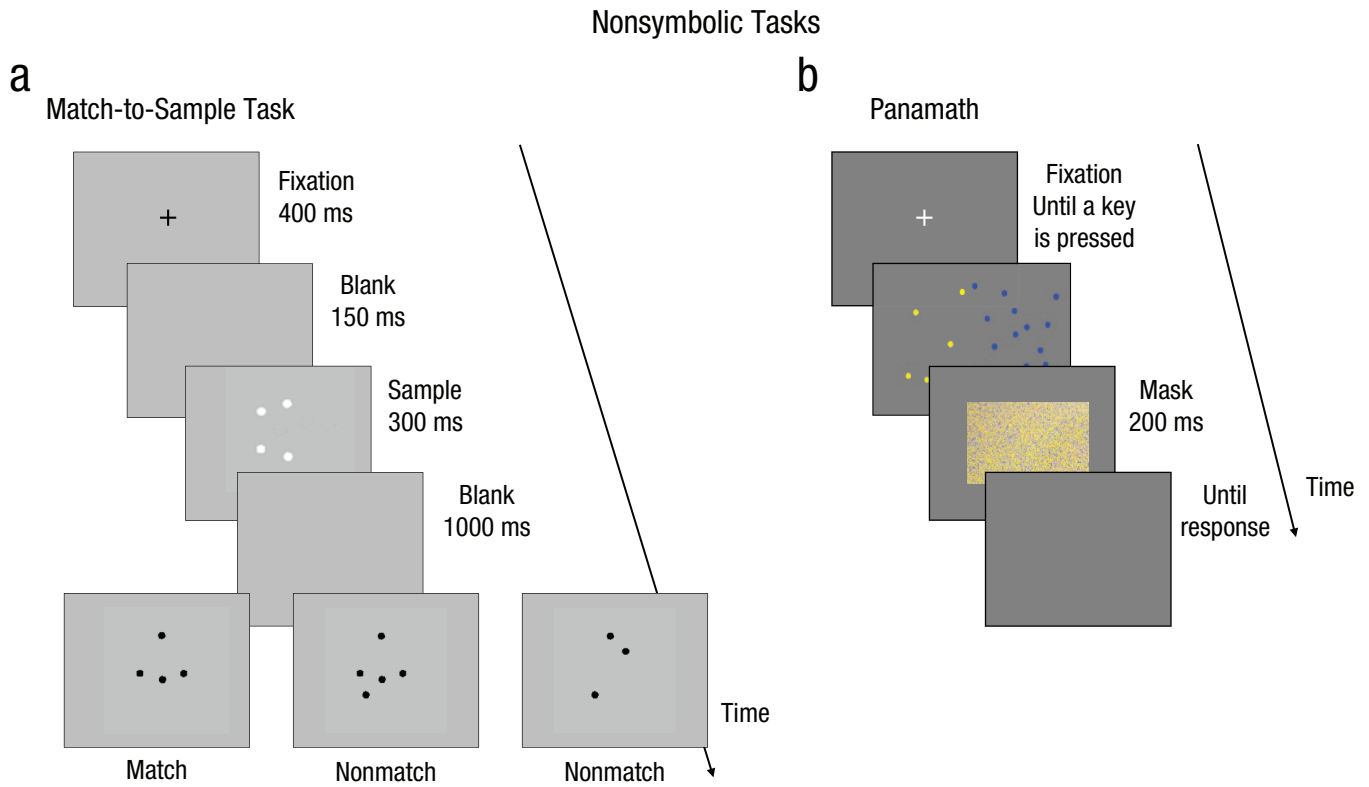 Nonsymbolic Tasks
a
Match-to-Sample Task
Fixation
400 ms
Blank
150 ms
Sample
300 ms
Blank
1000 ms
Match
Nonmatch
Nonmatch
Time
b
Panamath
Fixation
Until a key
is pressed
Mask
200 ms
Until
response
Time